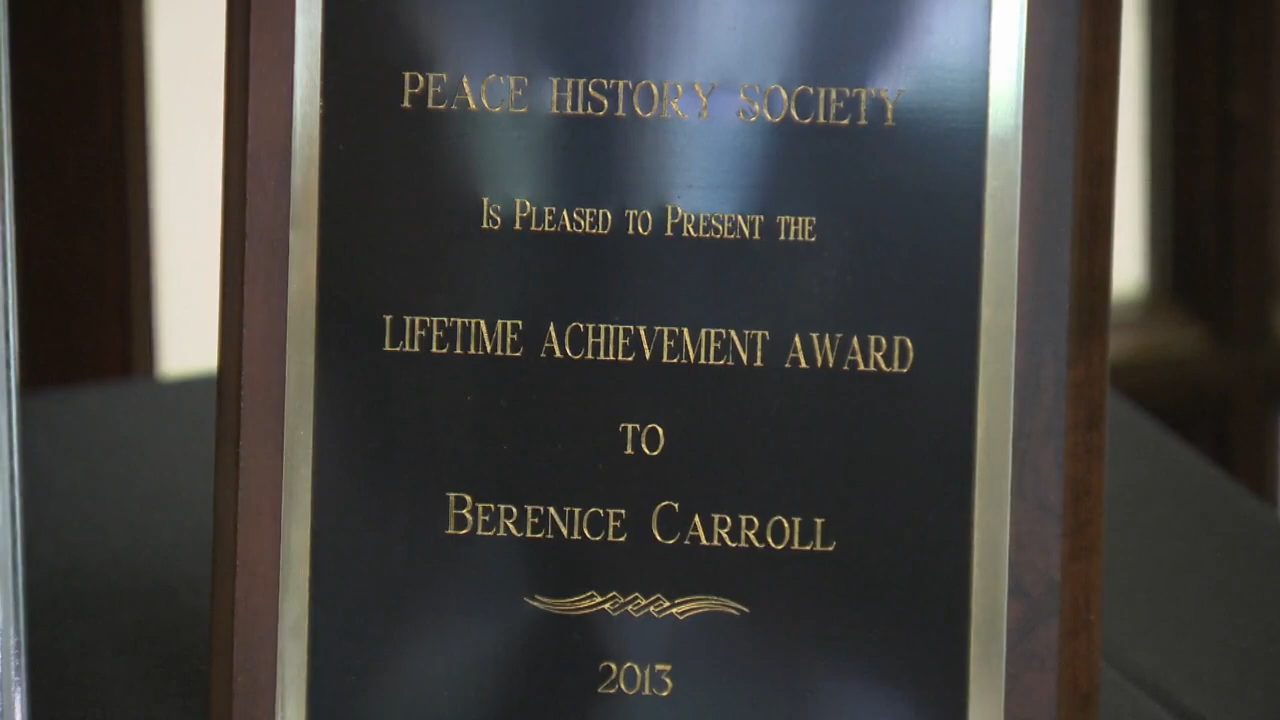 PEACE HISTORY SOCIETY
IS PLEASED TO PRESENT THE
LIFETIME ACHIEVEMENT AWARD
TO
BERENICE CARROLL
2013